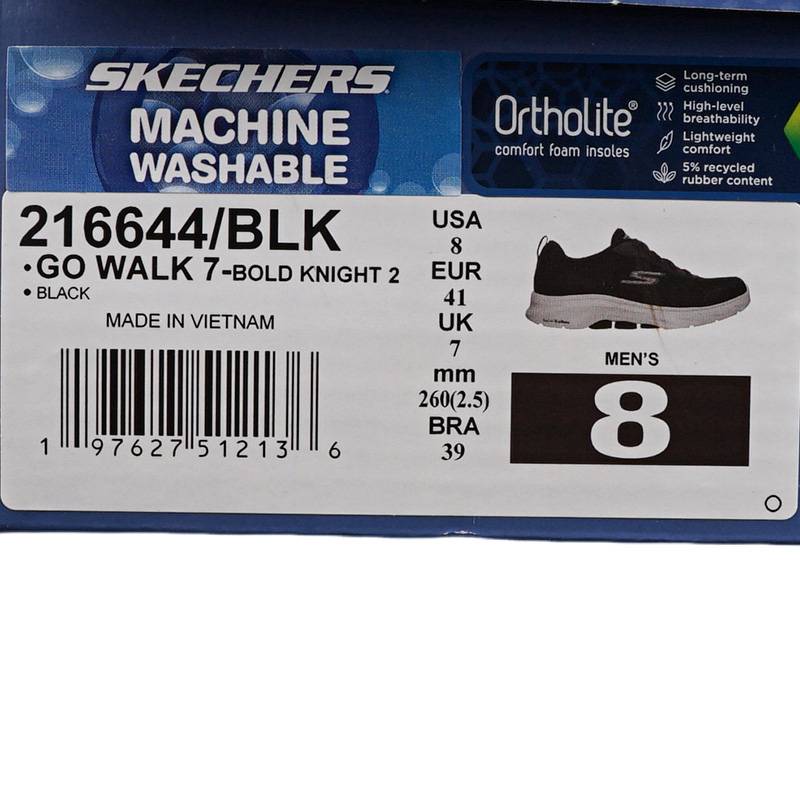 SKECHERS
MACHINE
WASHABLE
Ortholite®
comfort foam insoles
Long-term
cushioning
High-level
breathability
Lightweight
comfort
5% recycled
rubber content
216644/BLK
•GO WALK 7-BOLD KNIGHT 2
• BLACK
MADE IN VIETNAM
1 97627 51213 6
USA
8
EUR
41
UK
7
mm
260(2.5)
BRA
39
MEN'S
8